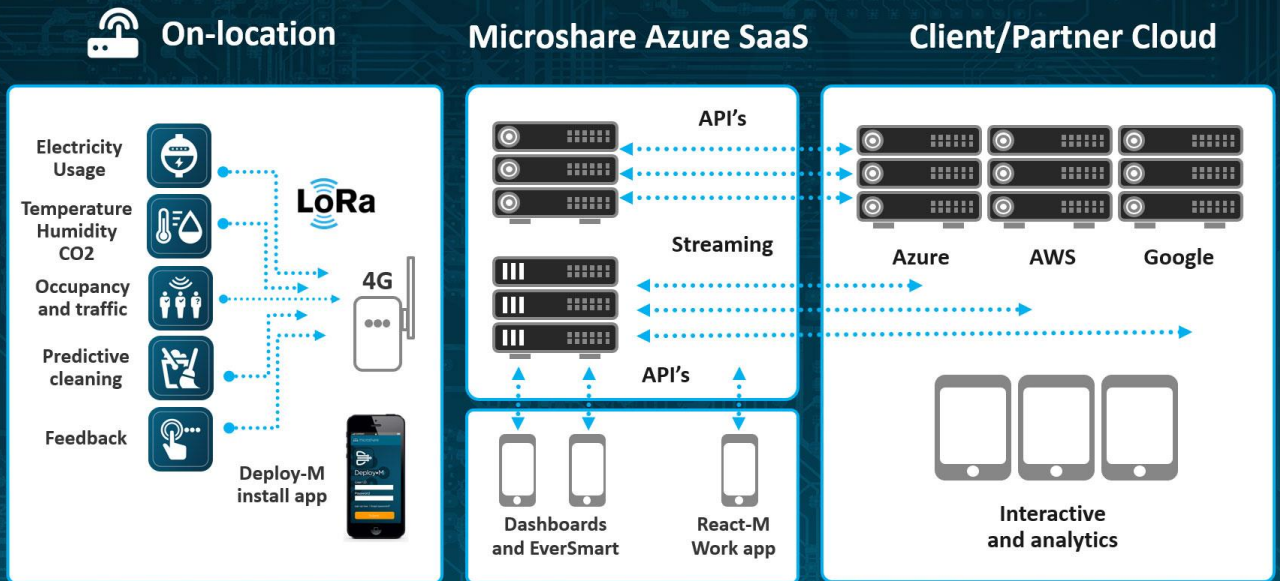 On-location
Microshare Azure SaaS
Client/Partner Cloud
Electricity
Usage
Temperature
Humidity
CO2
Occupancy
and traffic
Predictive
cleaning
Feedback
LoRa
4G
Deploy-M
install app
Deploy•M
API's
Streaming
API's
Dashboards
and EverSmart
React-M
Work app
Azure
AWS
Google
Interactive
and analytics